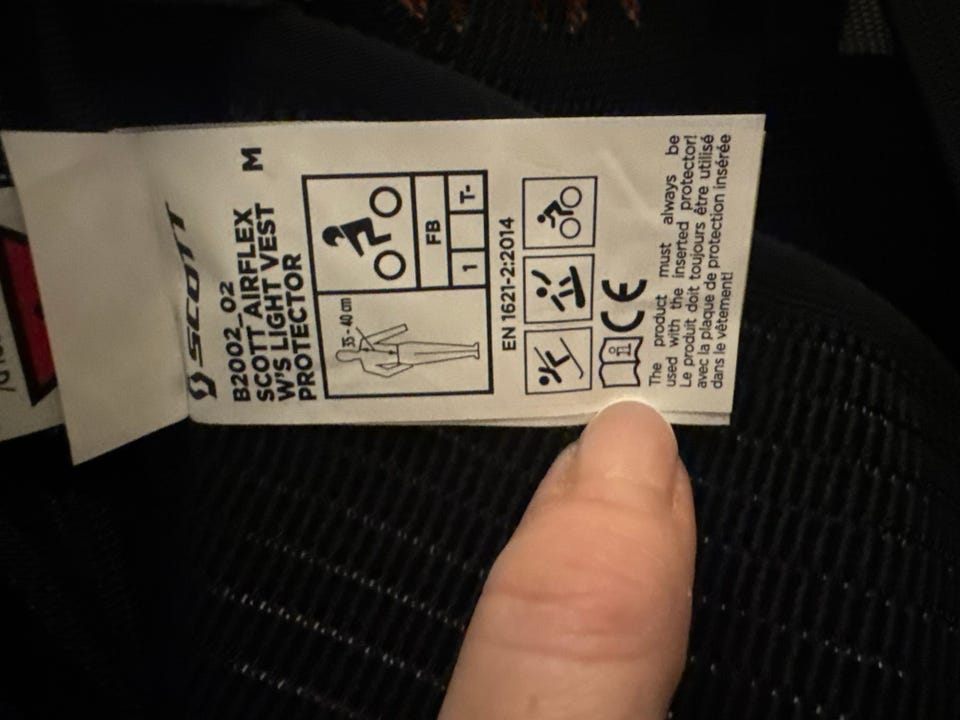 SCOTT
B2002_02
SCOTT AIRFLEX M
W'S LIGHT VEST
PROTECTOR
35 - 40 cm
FB
1 T-
EN 1621-2:2014
i
CE
The product must always be
used with the inserted protector!
Le produit doit toujours être utilisé
avec la plaque de protection insérée
dans le vêtement!